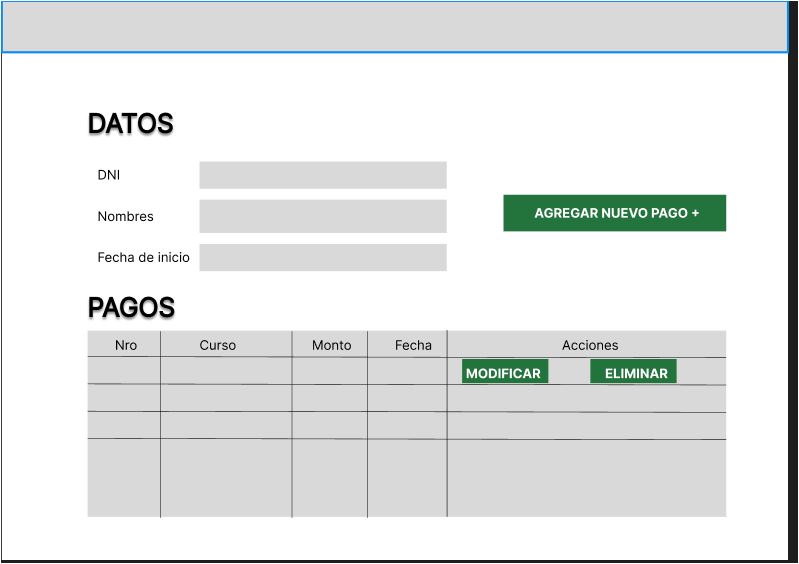 DATOS
DNI
Nombres
AGREGAR NUEVO PAGO +
Fecha de inicio
PAGOS
Nro Curso Monto Fecha Acciones
MODIFICAR ELIMINAR